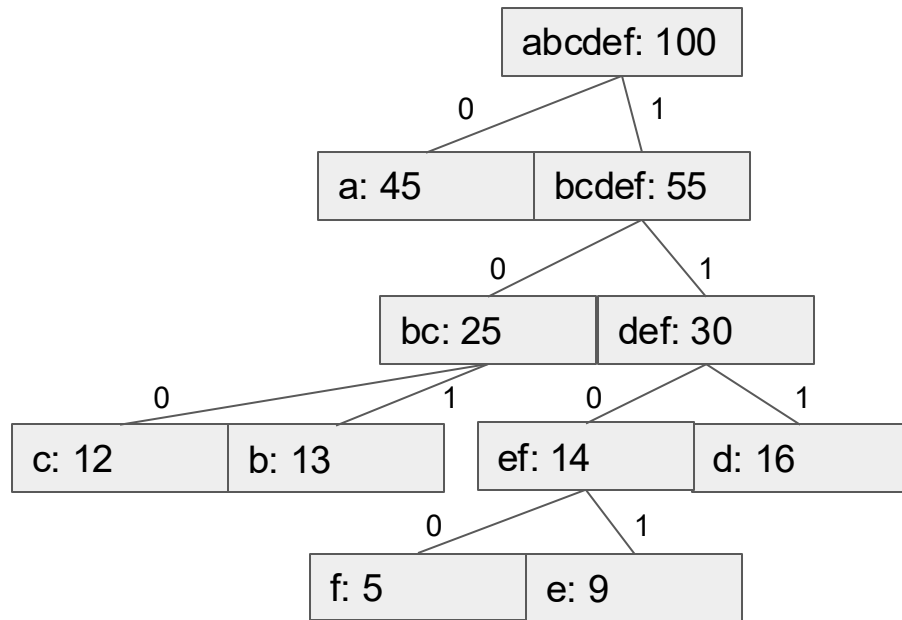 abcdef: 100
0 1
a: 45 bcdef: 55
0 1
bc: 25 def: 30
0 1 0 1
c: 12 b: 13 ef: 14 d: 16
0 1
f: 5 e: 9